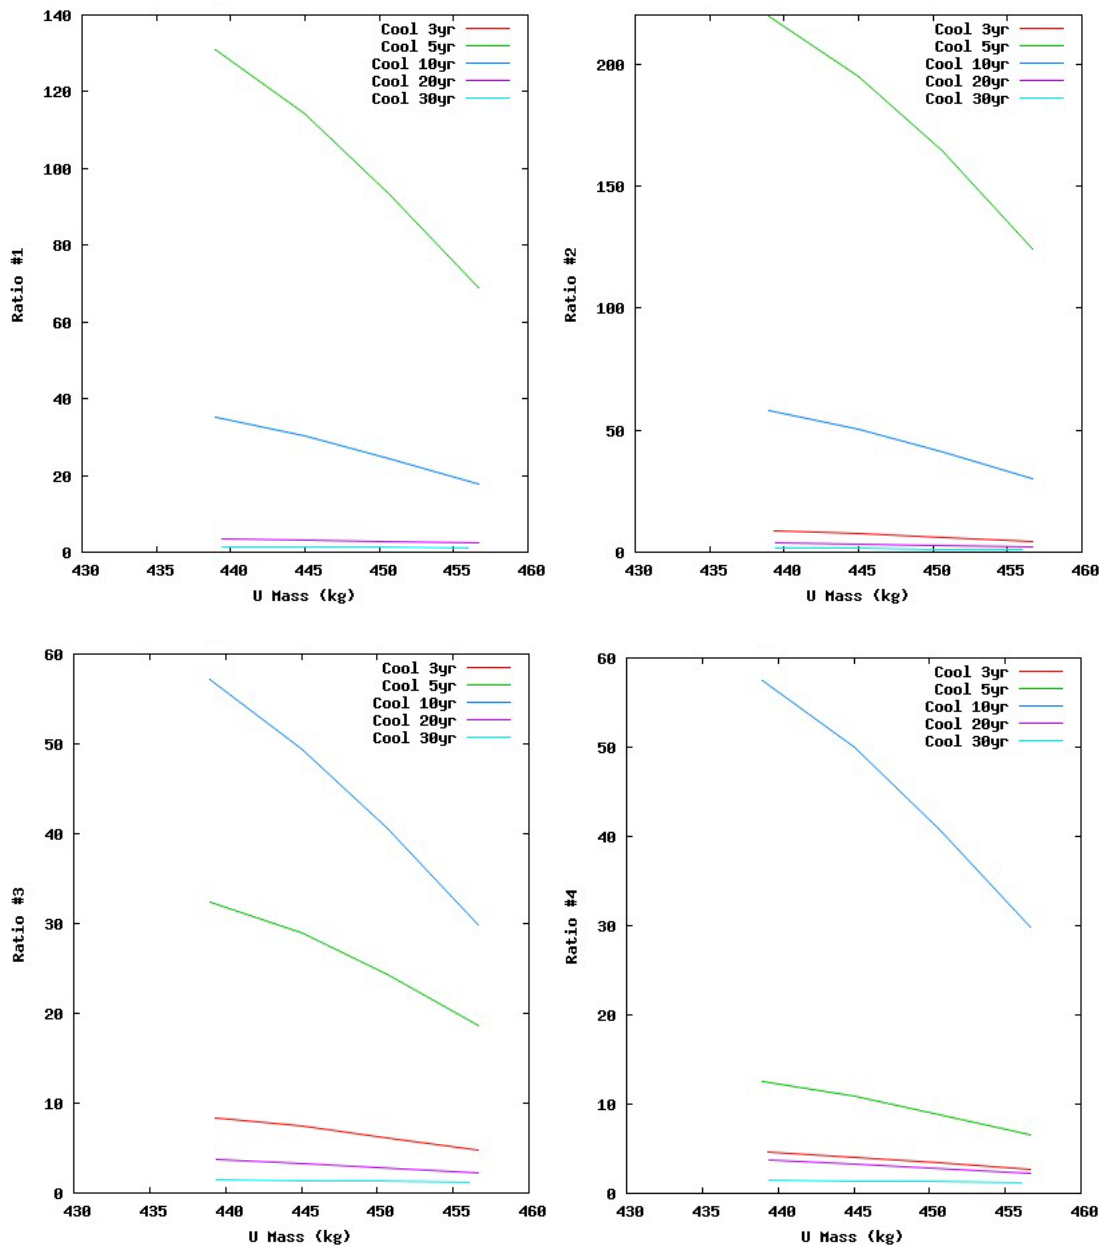 140
120
100
80
60
40
20
0
Ratio #1
430 435 440 445 450 455 460
U Mass (kg)
Cool 3yr
Cool 5yr
Cool 10yr
Cool 20yr
Cool 30yr
200
150
100
50
0
Ratio #2
430 435 440 445 450 455 460
U Mass (kg)
Cool 3yr
Cool 5yr
Cool 10yr
Cool 20yr
Cool 30yr
60
50
40
30
20
10
0
Ratio #3
430 435 440 445 450 455 460
U Mass (kg)
Cool 3yr
Cool 5yr
Cool 10yr
Cool 20yr
Cool 30yr
60
50
40
30
20
10
0
Ratio #4
430 435 440 445 450 455 460
U Mass (kg)
Cool 3yr
Cool 5yr
Cool 10yr
Cool 20yr
Cool 30yr